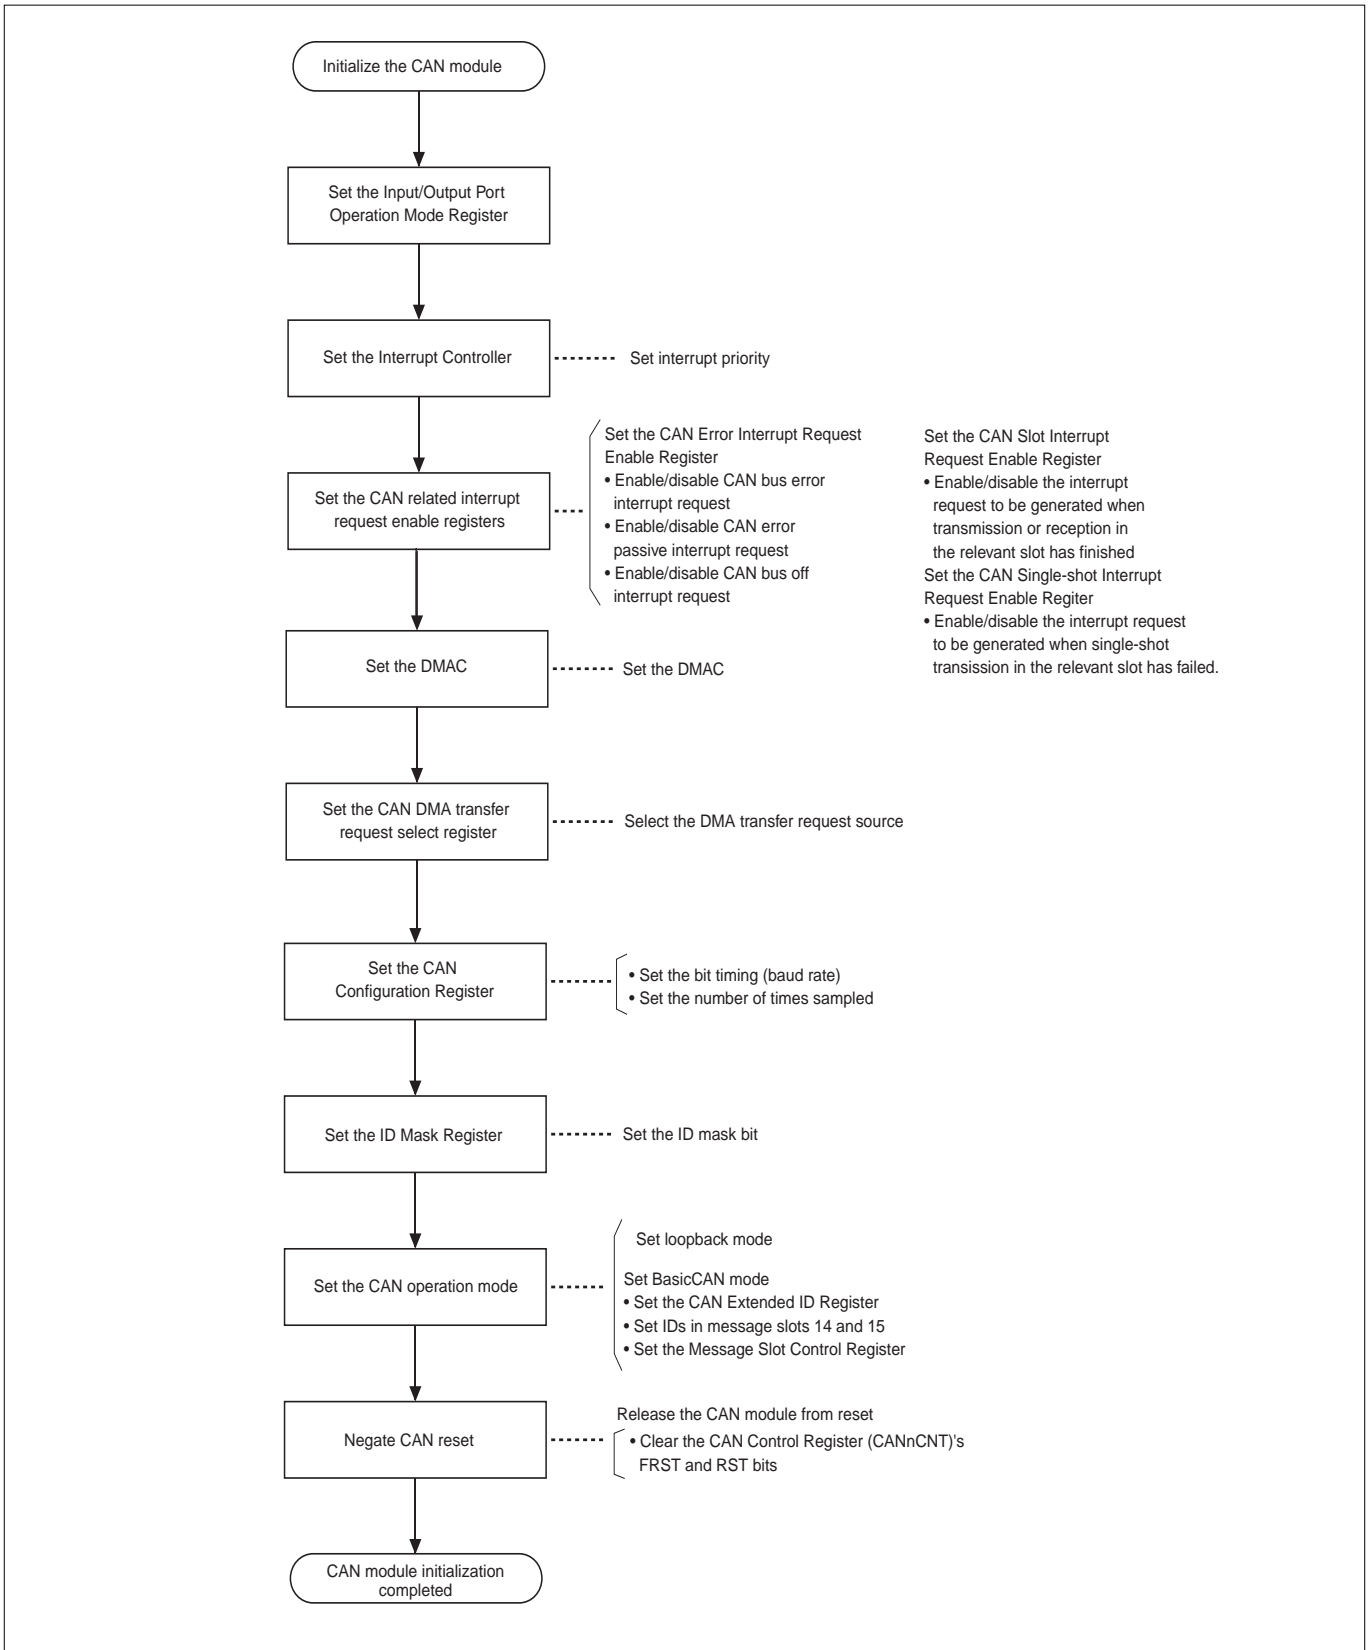 Initialize the CAN module
Set the Input/Output Port
Operation Mode Register
Set the Interrupt Controller
Set interrupt priority
Set the CAN related interrupt
request enable registers
Set the CAN Error Interrupt Request
Enable Register
• Enable/disable CAN bus error
interrupt request
• Enable/disable CAN error
passive interrupt request
• Enable/disable CAN bus off
interrupt request
Set the CAN Slot Interrupt
Request Enable Register
• Enable/disable the interrupt
request to be generated when
transmission or reception in
the relevant slot has finished
Set the CAN Single-shot Interrupt
Request Enable Regiter
• Enable/disable the interrupt request
to be generated when single-shot
transission in the relevant slot has failed.
Set the DMAC
Set the DMAC
Set the CAN DMA transfer
request select register
Select the DMA transfer request source
Set the CAN
Configuration Register
• Set the bit timing (baud rate)
• Set the number of times sampled
Set the ID Mask Register
Set the ID mask bit
Set the CAN operation mode
Set loopback mode
Set BasicCAN mode
• Set the CAN Extended ID Register
• Set IDs in message slots 14 and 15
• Set the Message Slot Control Register
Negate CAN reset
Release the CAN module from reset
• Clear the CAN Control Register (CANnCNT)'s
FRST and RST bits
CAN module initialization
completed